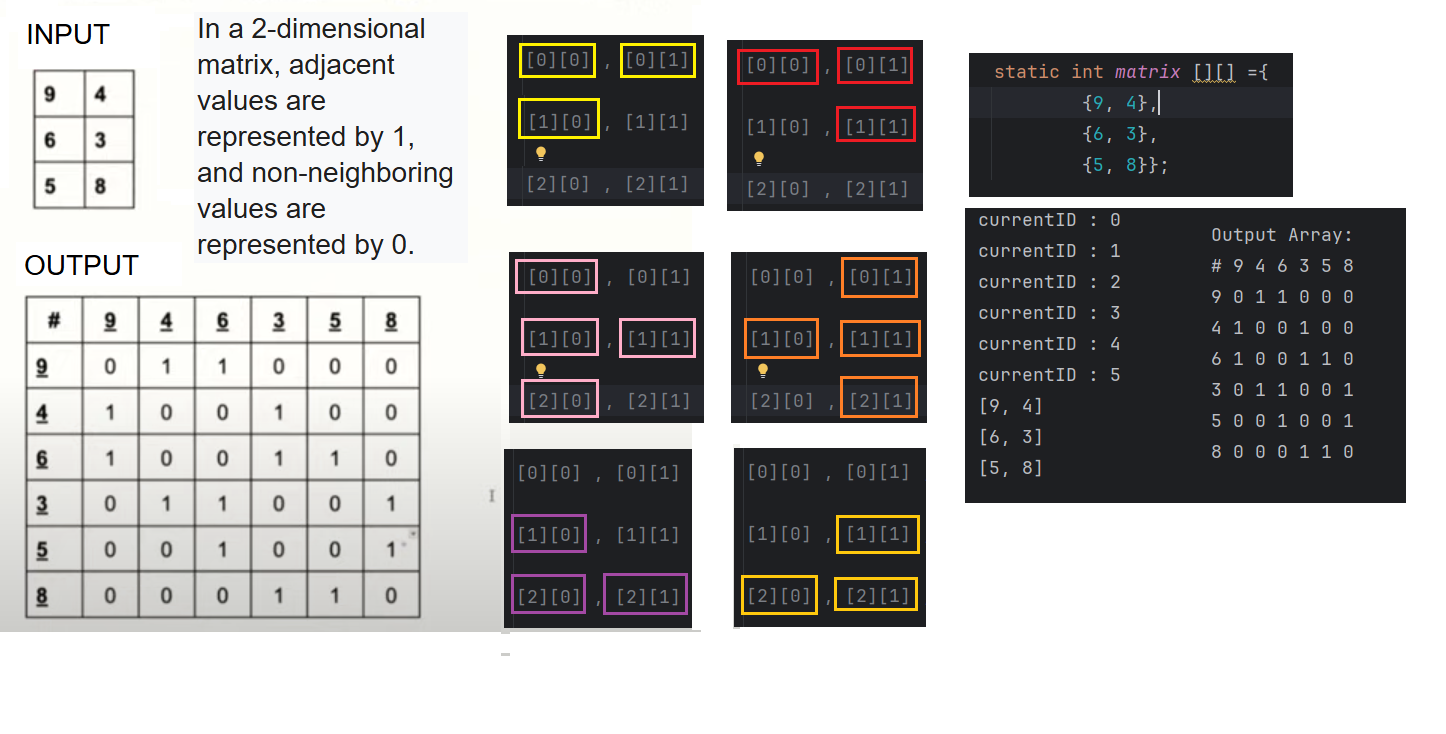 INPUT
9 4
6 3
5 8
In a 2-dimensional
matrix, adjacent
values are
represented by 1,
and non-neighboring
values are
represented by 0.
OUTPUT
# 9 4 6 3 5 8
9 0 1 1 0 0 0
4 1 0 0 1 0 0
6 1 0 0 1 1 0
3 0 1 1 0 0 1
5 0 0 1 0 0 1
8 0 0 0 1 1 0
[0][0] , [0][1]
[1][0] , [1][1]
[2][0] , [2][1]
[0][0] , [0][1]
[1][0] , [1][1]
[2][0] , [2][1]
[0][0] , [0][1]
[1][0] , [1][1]
[2][0] , [2][1]
[0][0] , [0][1]
[1][0] , [1][1]
[2][0] , [2][1]
[0][0] , [0][1]
[1][0] , [1][1]
[2][0] , [2][1]
[0][0] , [0][1]
[1][0] , [1][1]
[2][0] , [2][1]
static int matrix [][] ={
{9, 4},
{6, 3},
{5, 8}};
currentID : 0
currentID : 1
currentID : 2
currentID : 3
currentID : 4
currentID : 5
[9, 4]
[6, 3]
[5, 8]
Output Array:
# 9 4 6 3 5 8
9 0 1 1 0 0 0
4 1 0 0 1 0 0
6 1 0 0 1 1 0
3 0 1 1 0 0 1
5 0 0 1 0 0 1
8 0 0 0 1 1 0